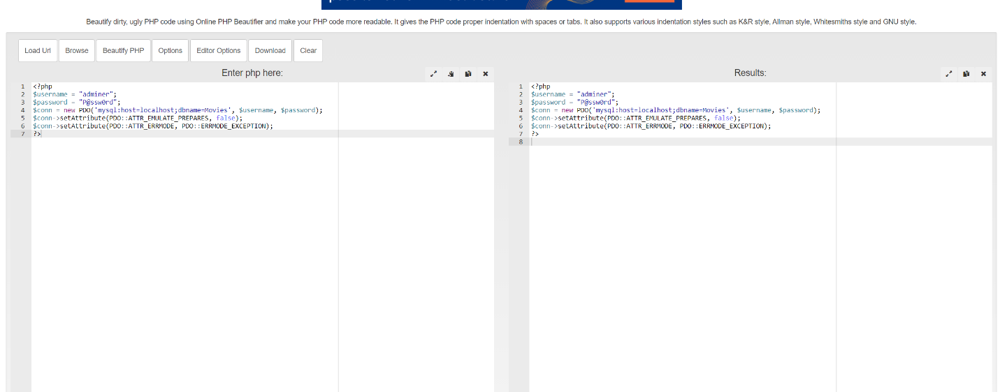 Beautify dirty, ugly PHP code using Online PHP Beautifier and make your PHP code more readable. It gives the PHP code proper indentation with spaces or tabs. It also supports various indentation styles such as K&R style, Allman style, Whitesmiths style and GNU style.
Load Url Browse Beautify PHP Options Editor Options Download Clear
Enter php here:
1 <?php
2 $username = "adminer";
3 $password = "P@ssw0rd";
4 $conn = new PDO('mysql:host=localhost;dbname=Movies', $username, $password);
5 $conn->setAttribute(PDO::ATTR_EMULATE_PREPARES, false);
6 $conn->setAttribute(PDO::ATTR_ERRMODE, PDO::ERRMODE_EXCEPTION);
7 ?>
Results:
1 <?php
2 $username = "adminer";
3 $password = "P@ssw0rd";
4 $conn = new PDO('mysql:host=localhost;dbname=Movies', $username, $password);
5 $conn->setAttribute(PDO::ATTR_EMULATE_PREPARES, false);
6 $conn->setAttribute(PDO::ATTR_ERRMODE, PDO::ERRMODE_EXCEPTION);
7 ?>
8